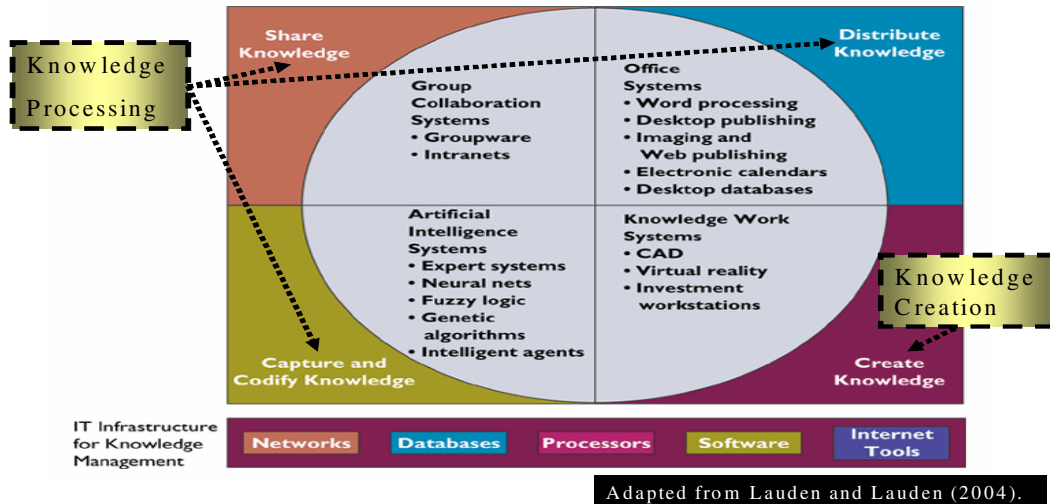 Knowledge
Processing
Share
Knowledge
Distribute
Knowledge
Group
Collaboration
Systems
• Groupware
• Intranets
Office
Systems
• Word processing
• Desktop publishing
• Imaging and
Web publishing
• Electronic calendars
• Desktop databases
Artificial
Intelligence
Systems
• Expert systems
• Neural nets
• Fuzzy logic
• Genetic
algorithms
• Intelligent agents
Knowledge Work
Systems
• CAD
• Virtual reality
• Investment
workstations
Knowledge
Creation
Capture and
Codify Knowledge
Create
Knowledge
IT Infrastructure
for Knowledge
Management
Networks
Databases
Processors
Software
Internet
Tools
Adapted from Lauden and Lauden (2004).